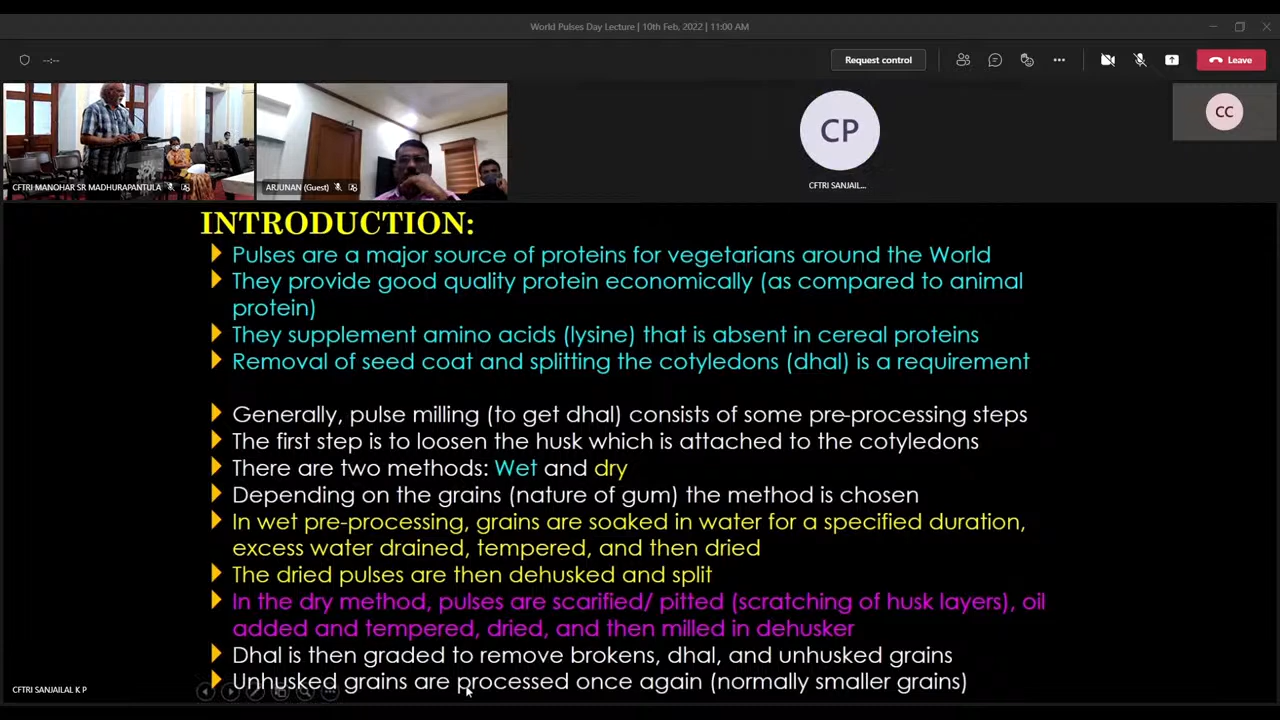 World Pulses Day Lecture | 10th Feb, 2022 | 11:00 AM
--:--
Request control
Leave
CP
CC
CFTRI MANOHAR SR MADHURAPANTULA
ARJUNAN (Guest)
CFTRI SANJAIL...
INTRODUCTION:
Pulses are a major source of proteins for vegetarians around the World
They provide good quality protein economically (as compared to animal
protein)
They supplement amino acids (lysine) that is absent in cereal proteins
Removal of seed coat and splitting the cotyledons (dhal) is a requirement
Generally, pulse milling (to get dhal) consists of some pre-processing steps
The first step is to loosen the husk which is attached to the cotyledons
There are two methods: Wet and dry
Depending on the grains (nature of gum) the method is chosen
In wet pre-processing, grains are soaked in water for a specified duration,
excess water drained, tempered, and then dried
The dried pulses are then dehusked and split
In the dry method, pulses are scarified/ pitted (scratching of husk layers), oil
added and tempered, dried, and then milled in dehusker
Dhal is then graded to remove brokens, dhal, and unhusked grains
Unhusked grains are processed once again (normally smaller grains)
CFTRI SANJAILAL K P